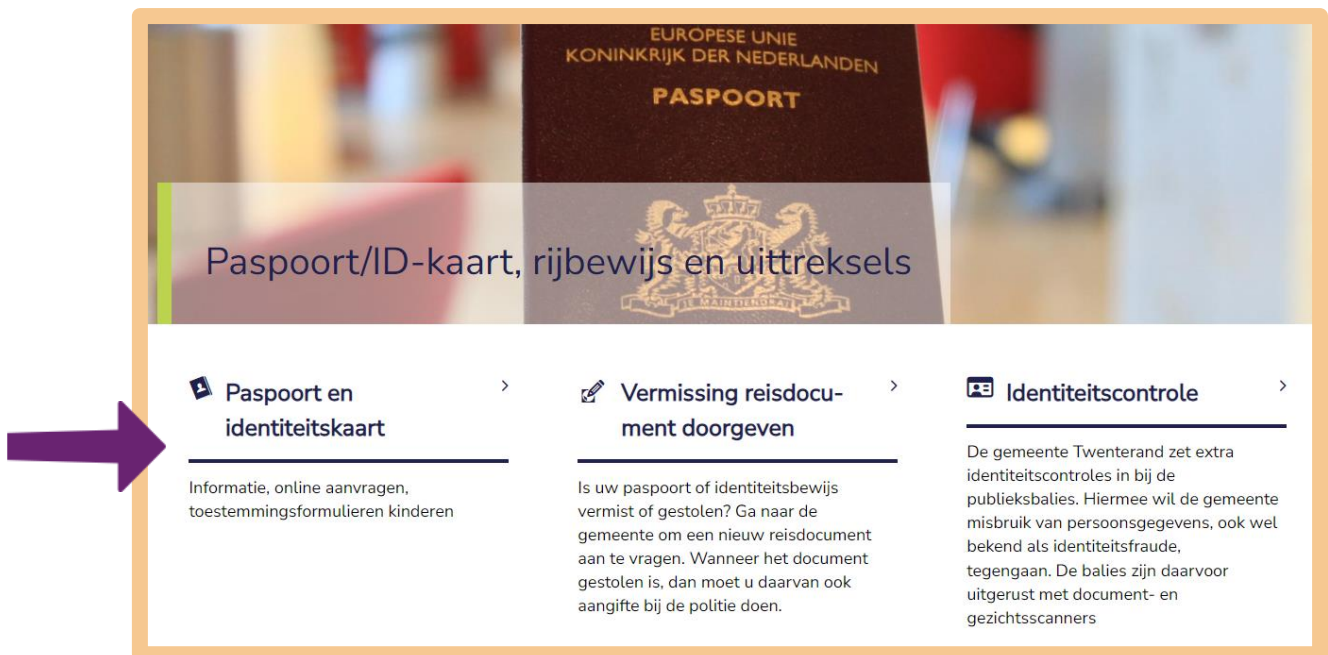 EUROPESE UNIE
KONINKRIJK DER NEDERLANDEN
PASPOORT
JE MAINTIENDRAI
Paspoort/ID-kaart, rijbewijs en uittreksels
Paspoort en
identiteitskaart
Informatie, online aanvragen,
toestemmingsformulieren kinderen
Vermissing reisdocu-
ment doorgeven
Is uw paspoort of identiteitsbewijs
vermist of gestolen? Ga naar de
gemeente om een nieuw reisdocument
aan te vragen. Wanneer het document
gestolen is, dan moet u daarvan ook
aangifte bij de politie doen.
Identiteitscontrole
De gemeente Twenterand zet extra
identiteitscontroles in bij de
publieksbalies. Hiermee wil de gemeente
misbruik van persoonsgegevens, ook wel
bekend als identiteitsfraude,
tegengaan. De balies zijn daarvoor
uitgerust met document- en
gezichtsscanners